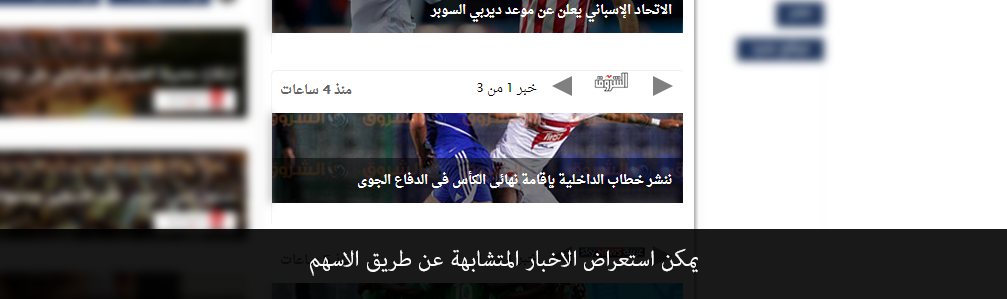 الاتحاد الإسباني يعلن عن موعد ديربي السوبر
الشروق
خبر 1 من 3
منذ 4 ساعات
ننشر خطاب الداخلية بإقامة نهائى الكأس فى الدفاع الجوى
يمكن استعراض الاخبار المتشابهة عن طريق الاسهم